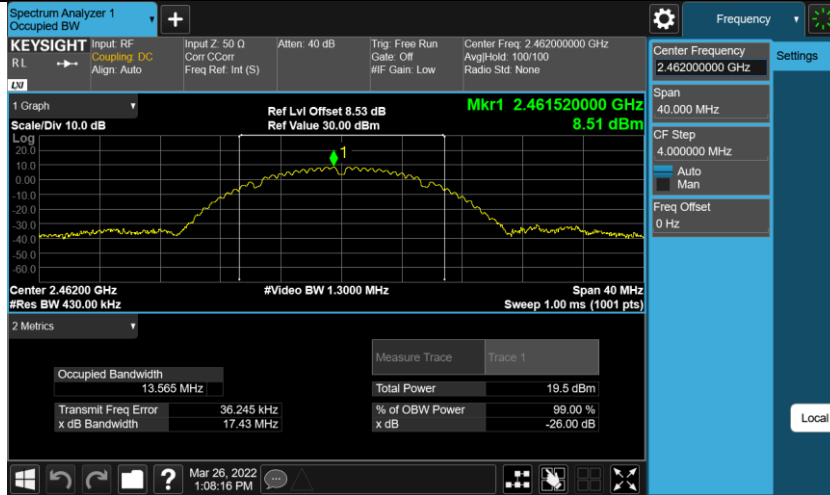 Spectrum Analyzer 1
Occupied BW
KEYSIGHT
R L
LXI
Input: RF
Coupling: DC
Align: Auto
Input Z: 50 Ω
Corr CCorr
Freq Ref: Int (S)
Atten: 40 dB
Trig: Free Run
Gate: Off
#IF Gain: Low
Center Freq: 2.462000000 GHz
Avg|Hold: 100/100
Radio Std: None
1 Graph
Scale/Div 10.0 dB
Ref Lvl Offset 8.53 dB
Ref Value 30.00 dBm
Mkr1 2.461520000 GHz
8.51 dBm
Log
20.0
10.0
0.00
-10.0
-20.0
-30.0
-40.0
-50.0
-60.0
1
Center 2.46200 GHz
#Res BW 430.00 kHz
#Video BW 1.3000 MHz
Span 40 MHz
Sweep 1.00 ms (1001 pts)
2 Metrics
Measure Trace Trace 1
Occupied Bandwidth
13.565 MHz
Total Power 19.5 dBm
Transmit Freq Error 36.245 kHz
% of OBW Power 99.00 %
x dB Bandwidth 17.43 MHz
x dB -26.00 dB
?
Mar 26, 2022
1:08:16 PM
Frequency
Center Frequency
2.462000000 GHz
Settings
Span
40.000 MHz
CF Step
4.000000 MHz
Auto
Man
Freq Offset
0 Hz
Local